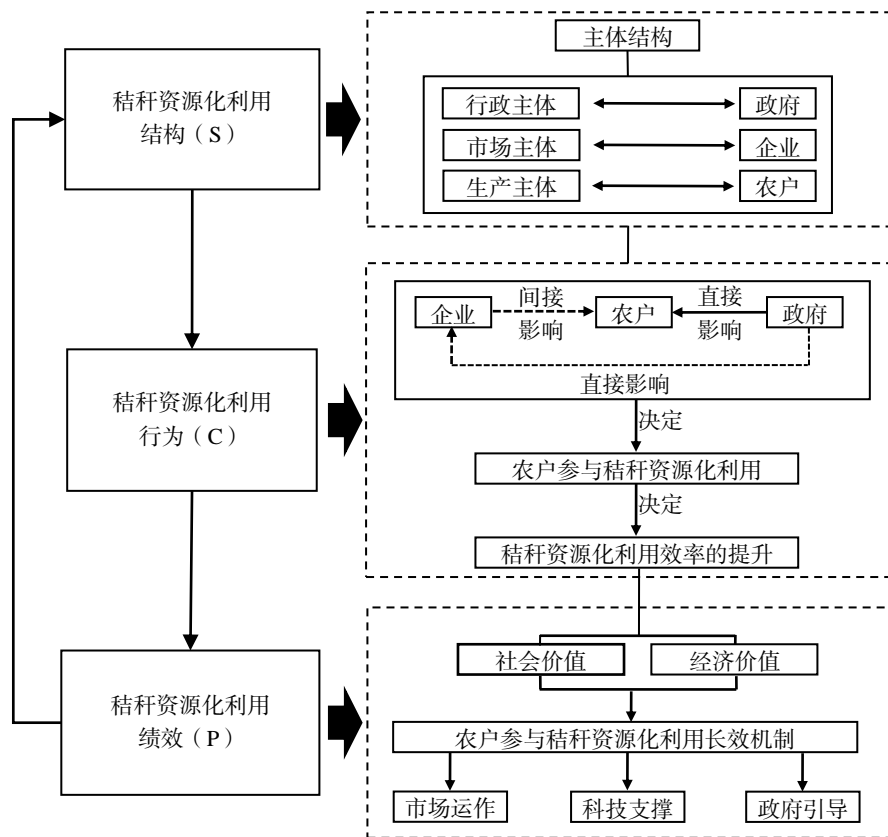 主体结构
秸秆资源化利用
结构（S）
行政主体
政府
市场主体
企业
生产主体
农户
间接
直接
企业
农户
政府
影响
影响
直接影响
秸秆资源化利用
行为（C）
决定
农户参与秸秆资源化利用
决定
秸秆资源化利用效率的提升
社会价值
经济价值
秸秆资源化利用
绩效（P）
农户参与秸秆资源化利用长效机制
市场运作
科技支撑
政府引导